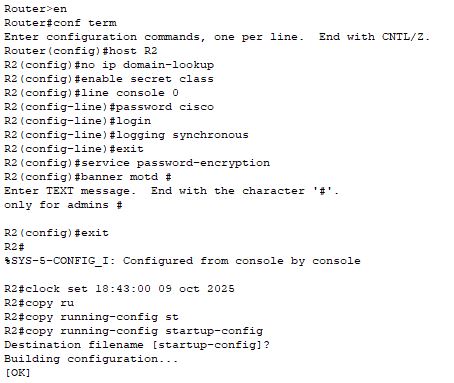 Router>en
Router#conf term
Enter configuration commands, one per line.  End with CNTL/Z.
Router(config)#host R2
R2(config)#no ip domain-lookup
R2(config)#enable secret class
R2(config)#line console 0
R2(config-line)#password cisco
R2(config-line)#login
R2(config-line)#logging synchronous
R2(config-line)#exit
R2(config)#service password-encryption
R2(config)#banner motd #
Enter TEXT message.  End with the character '#'.
only for admins #
R2(config)#exit
R2#
%SYS-5-CONFIG_I: Configured from console by console
R2#clock set 18:43:00 09 oct 2025
R2#copy ru
R2#copy running-config st
R2#copy running-config startup-config
Destination filename [startup-config]?
Building configuration...
[OK]